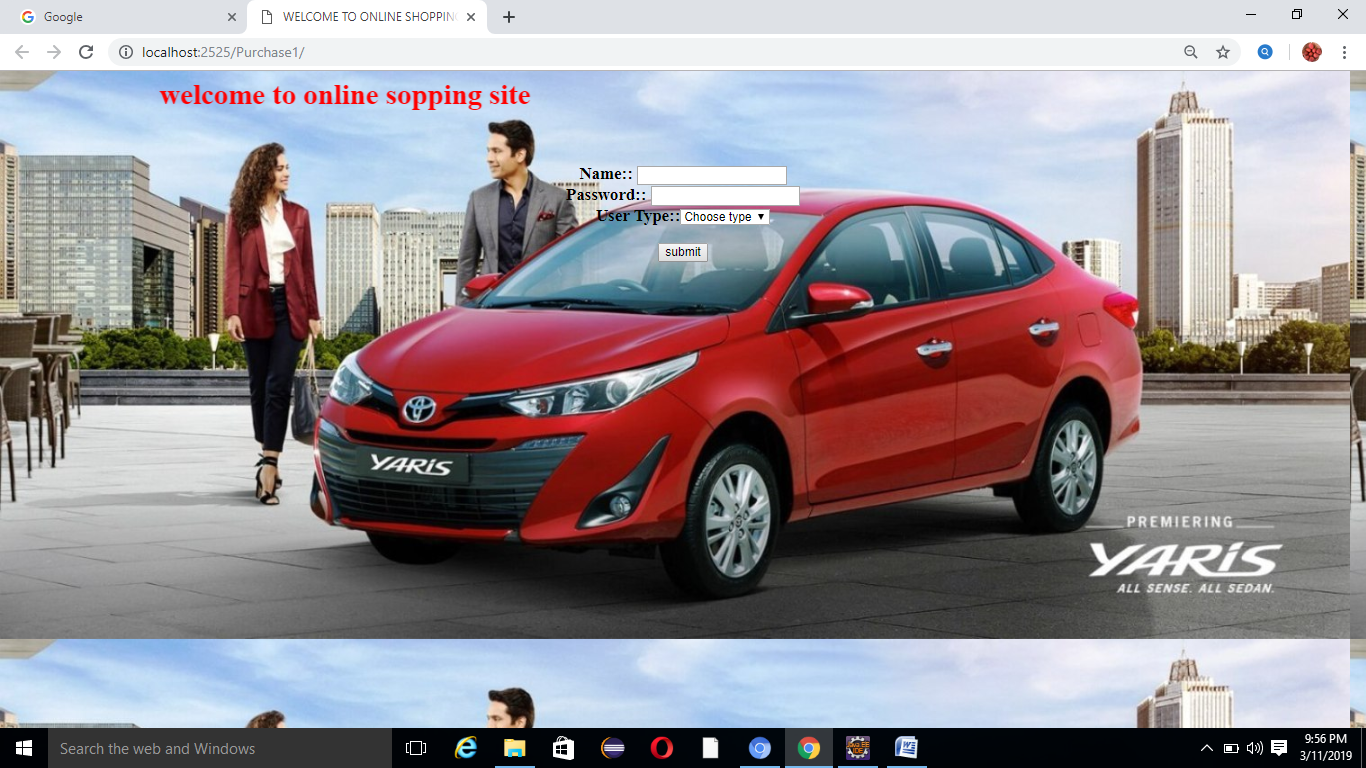 Google
WELCOME TO ONLINE SHOPPING
localhost:2525/Purchase1/
welcome to online sopping site
Name::
Password::
User Type:: Choose type
submit
YARiS
PREMIERING
YARiS
ALL SENSE. ALL SEDAN.
Search the web and Windows
9:56 PM
3/11/2019